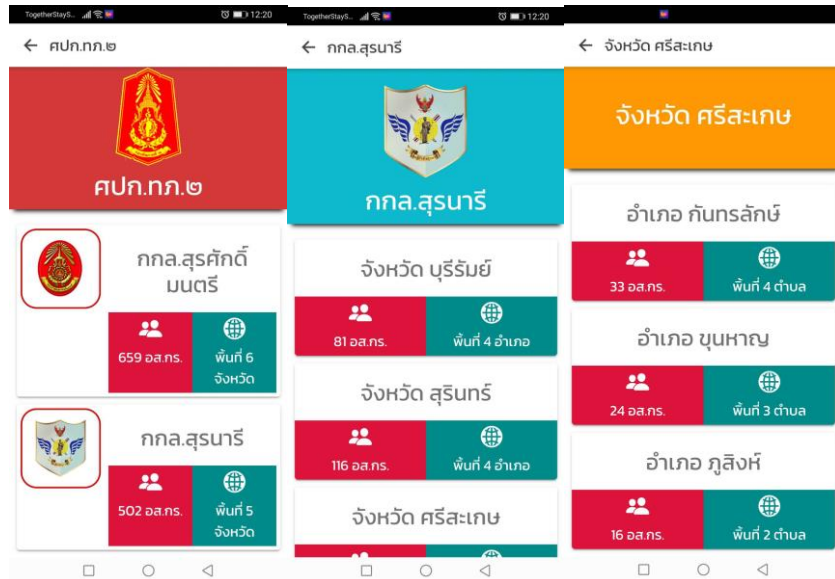 TogetherStayS..
12:20
ศปก.ทภ.๒
ศปก.ทภ.๒
กกล.สุรศักดิ์
มนตรี
659 อส.กร.
พื้นที่ 6
จังหวัด
กกล.สุรนารี
502 อส.กร.
พื้นที่ 5
จังหวัด
TogetherStayS..
12:20
กกล.สุรนารี
กกล.สุรนารี
จังหวัด บุรีรัมย์
81 อส.กร.
พื้นที่ 4 อำเภอ
จังหวัด สุรินทร์
116 อส.กร.
พื้นที่ 4 อำเภอ
จังหวัด ศรีสะเกษ
จังหวัด ศรีสะเกษ
จังหวัด ศรีสะเกษ
อำเภอ กันทรลักษ์
33 อส.กร.
พื้นที่ 4 ตำบล
อำเภอ ขุนหาญ
24 อส.กร.
พื้นที่ 3 ตำบล
อำเภอ ภูสิงห์
16 อส.กร.
พื้นที่ 2 ตำบล